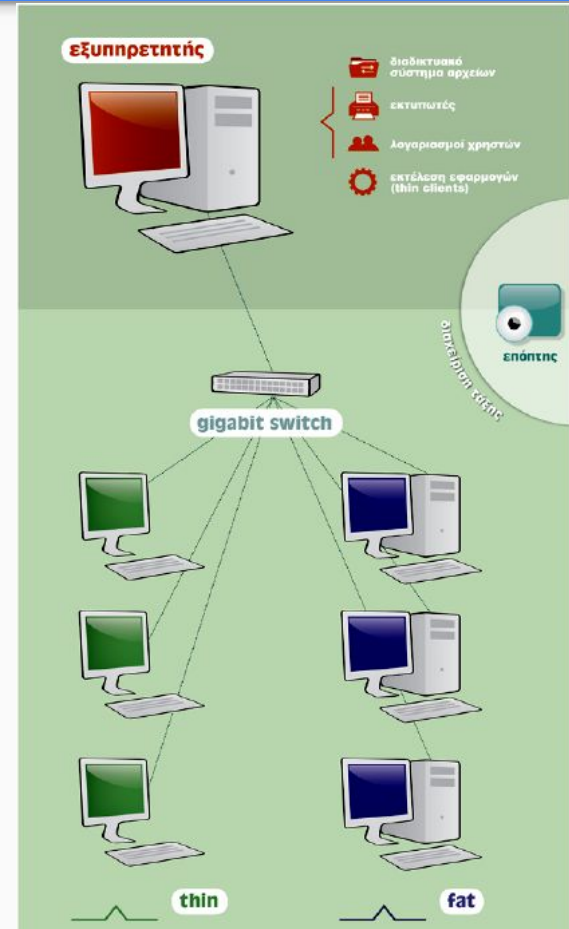 εξυπηρετητής
διαδικτυακό
σύστημα αρχείων
εκτυπωτές
λογαριασμοί χρηστών
εκτέλεση εφαρμογών
(thin clients)
επόπτης
διαχείριση τάξης
gigabit switch
thin
fat